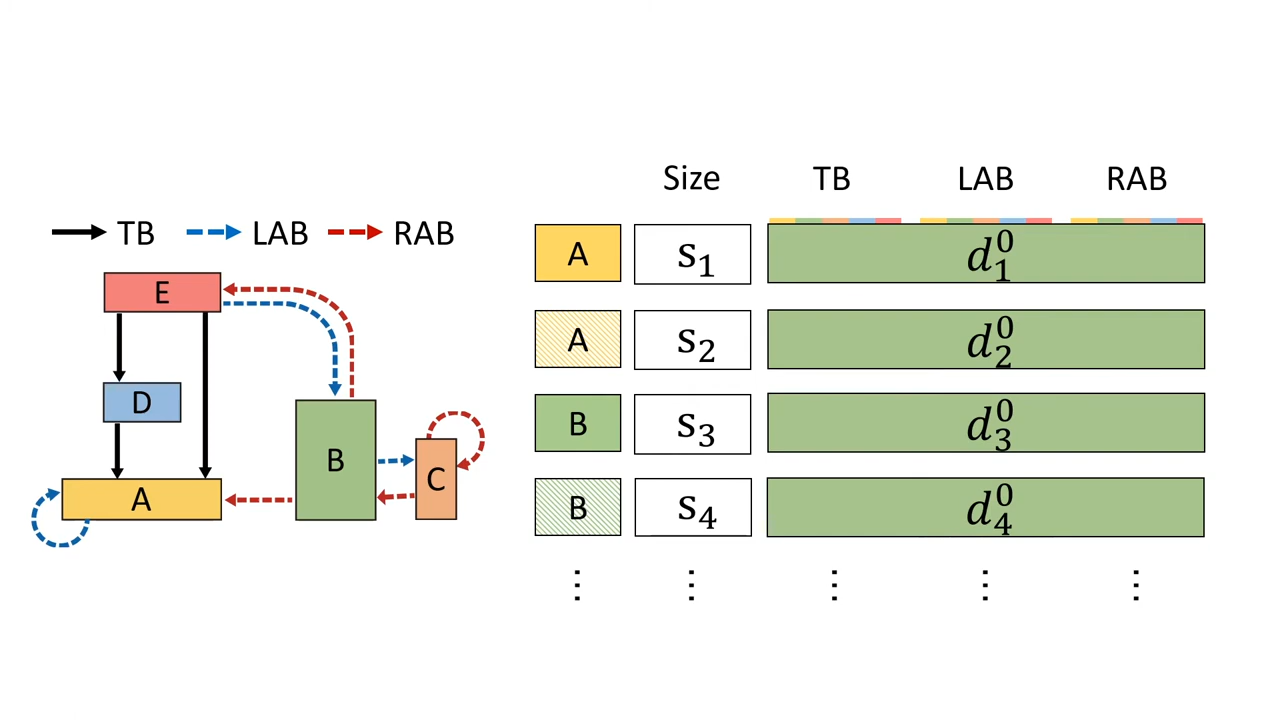 Size TB LAB RAB
TB LAB RAB
A s₁ d₁⁰
E
A s₂ d₂⁰
D
B s₃ d₃⁰
B
C
A
B s₄ d₄⁰
⋮ ⋮ ⋮ ⋮ ⋮